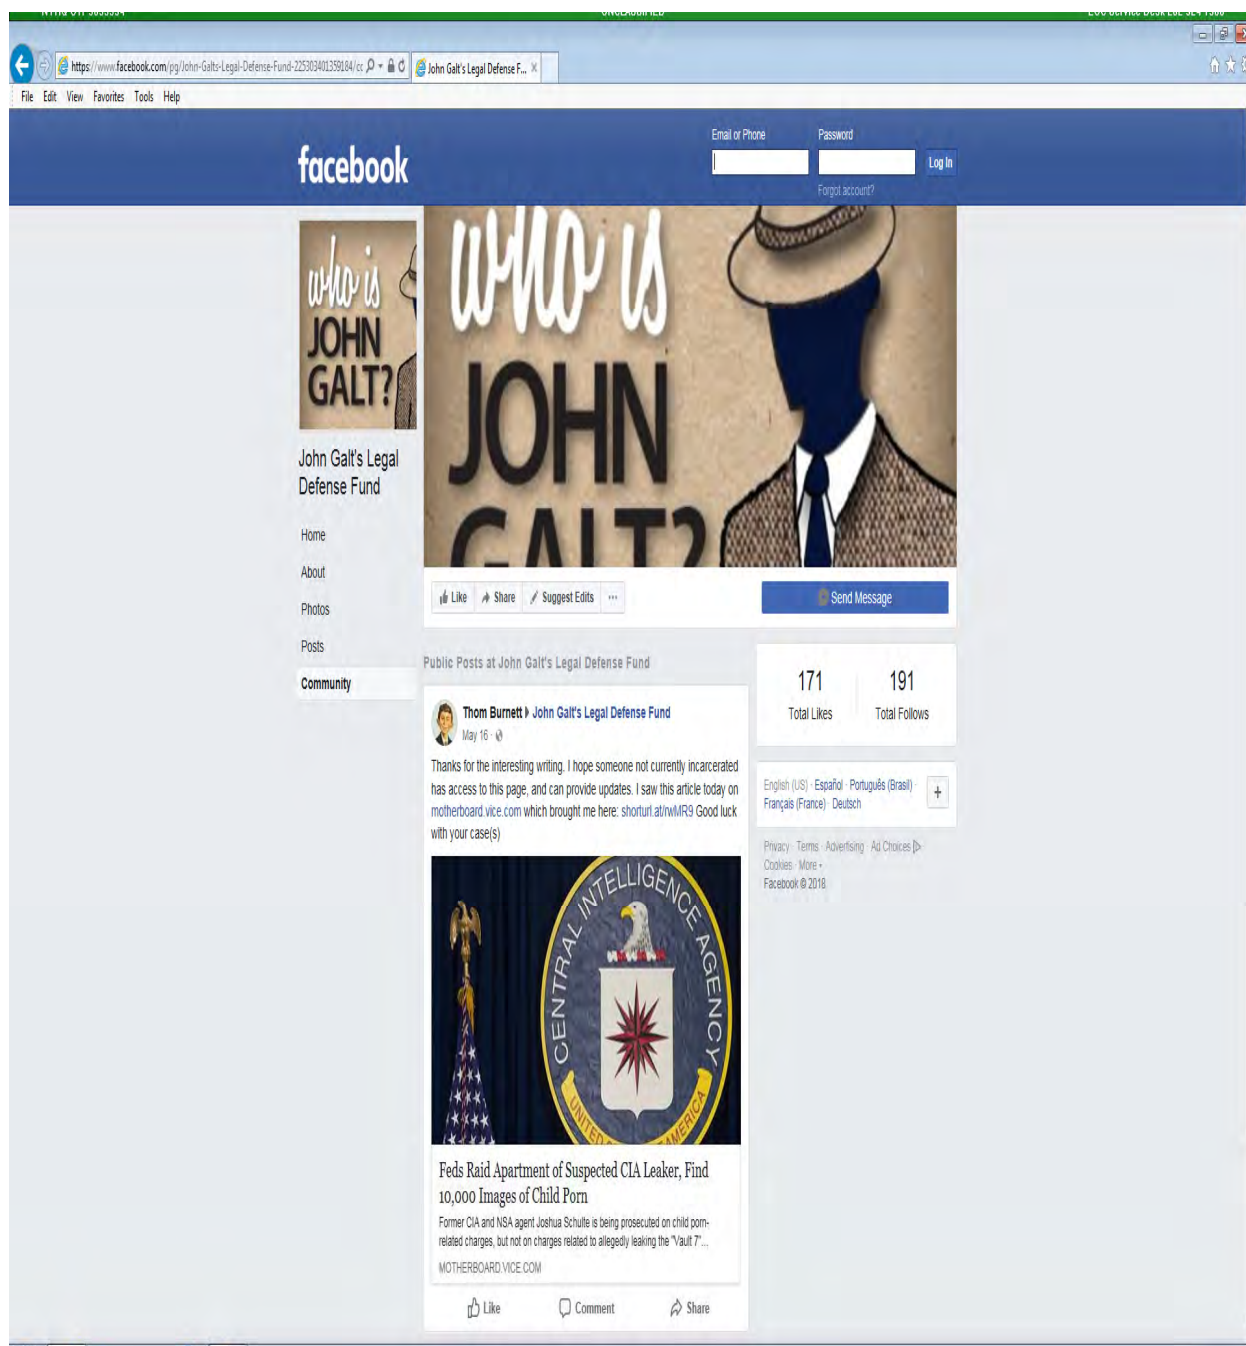 UNCLASSIFIED
https://www.facebook.com/pg/John-Galts-Legal-Defense-Fund-225303401359184/cc
John Galt's Legal Defense F...
File Edit View Favorites Tools Help
facebook
Email or Phone
Password
Log In
Forgot account?
who is
JOHN
GALT?
who is
JOHN
GALT?
John Galt's Legal
Defense Fund
Home
About
Photos
Posts
Community
Like Share Suggest Edits ...
Send Message
Public Posts at John Galt's Legal Defense Fund
Thom Burnett John Galt's Legal Defense Fund
May 16
Thanks for the interesting writing. I hope someone not currently incarcerated
has access to this page, and can provide updates. I saw this article today on
motherboard.vice.com which brought me here: shorturl.at/rwMR9 Good luck
with your case(s)
CENTRAL INTELLIGENCE AGENCY
UNITED AMERICA
Feds Raid Apartment of Suspected CIA Leaker, Find
10,000 Images of Child Porn
Former CIA and NSA agent Joshua Schulte is being prosecuted on child porn-
related charges, but not on charges related to allegedly leaking the "Vault 7"...
MOTHERBOARD.VICE.COM
Like Comment Share
171 191
Total Likes Total Follows
English (US) · Español · Português (Brasil) ·
Français (France) · Deutsch
+
Privacy · Terms · Advertising · Ad Choices
Cookies · More
Facebook © 2018